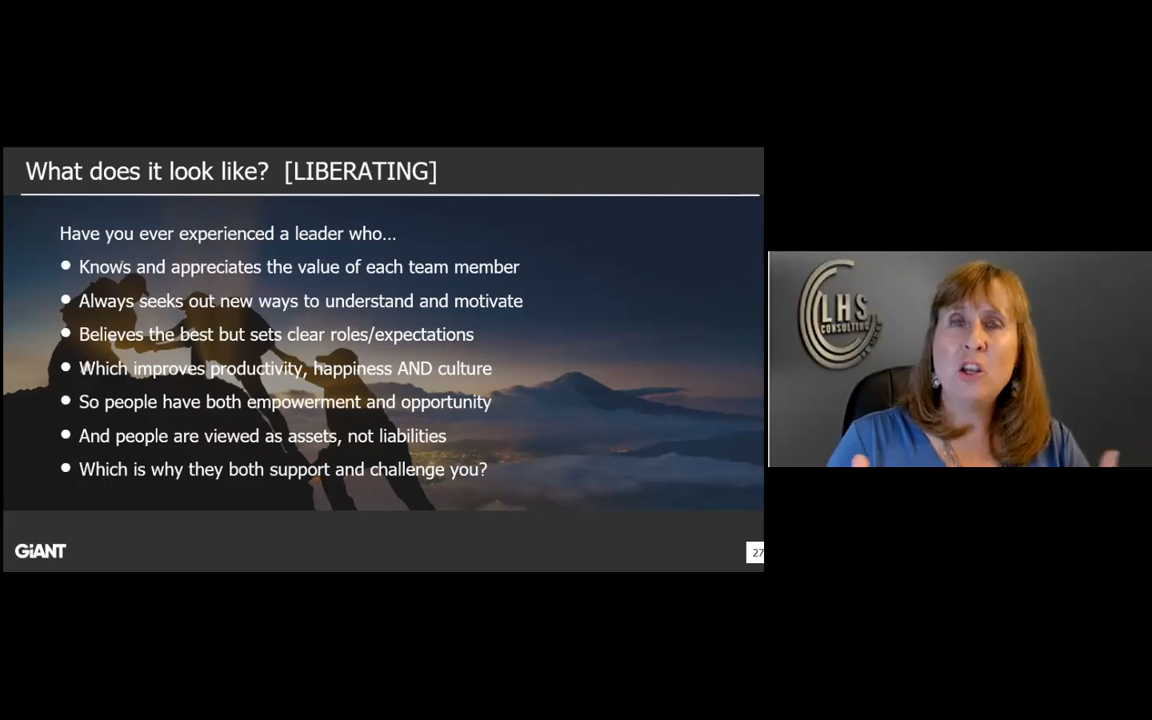 What does it look like? [LIBERATING]
Have you ever experienced a leader who...
• Knows and appreciates the value of each team member
• Always seeks out new ways to understand and motivate
• Believes the best but sets clear roles/expectations
• Which improves productivity, happiness AND culture
• So people have both empowerment and opportunity
• And people are viewed as assets, not liabilities
• Which is why they both support and challenge you?
GiANT
27
LHS
CONSULTING